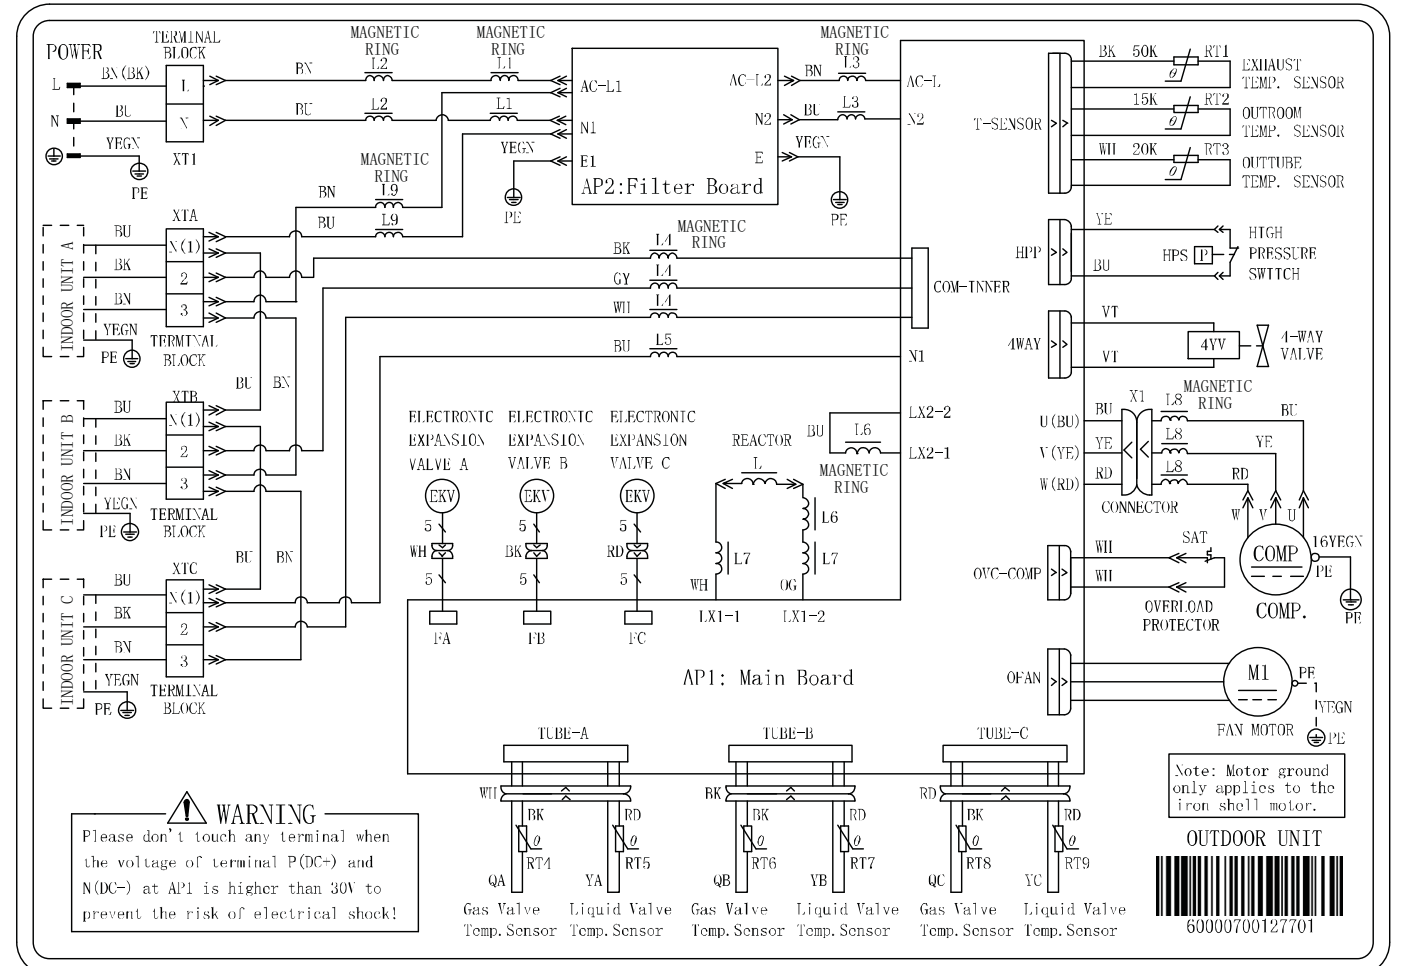 POWER
L
BN(BK)
N
BU
YEGN
PE
TERMINAL
BLOCK
L
N
XT1
BN
BU
MAGNETIC
RING
L2
L2
MAGNETIC
RING
L1
L1
YEGN
PE
AC-L1
N1
E1
AC-L2
N2
E
AP2:Filter Board
BN
BU
YEGN
PE
MAGNETIC
RING
L3
L3
AC-L
N2
MAGNETIC
RING
BN
L9
BU
L9
INDOOR UNIT A
BU
BK
BN
YEGN
PE
XTA
N(1)
2
3
TERMINAL
BLOCK
BU
BN
INDOOR UNIT B
BU
BK
BN
YEGN
PE
XTB
N(1)
2
3
TERMINAL
BLOCK
BU
BN
INDOOR UNIT C
BU
BK
BN
YEGN
PE
XTC
N(1)
2
3
TERMINAL
BLOCK
MAGNETIC
RING
BK
L4
GY
L4
WH
L4
BU
L5
COM-INNER
N1
ELECTRONIC
EXPANSION
VALVE A
EKV
5
WH
5
FA
ELECTRONIC
EXPANSION
VALVE B
EKV
5
BK
5
FB
ELECTRONIC
EXPANSION
VALVE C
EKV
5
RD
5
FC
REACTOR
L
L6
L7
L7
WH
OG
LX1-1
LX1-2
BU
L6
MAGNETIC
RING
LX2-2
LX2-1
AP1: Main Board
T-SENSOR
BK
50K
RT1
θ
EXHAUST
TEMP. SENSOR
15K
RT2
θ
OUTROOM
TEMP. SENSOR
WH
20K
RT3
θ
OUTTUBE
TEMP. SENSOR
HPP
YE
BU
HPS
P
HIGH
PRESSURE
SWITCH
4WAY
VT
VT
4YV
4-WAY
VALVE
U(BU)
V(YE)
W(RD)
BU
YE
RD
X1
CONNECTOR
MAGNETIC
RING
L8
L8
L8
BU
YE
RD
W
V
U
COMP
COMP.
16YEGN
PE
PE
OVC-COMP
WH
WH
SAT
OVERLOAD
PROTECTOR
OFAN
M1
FAN MOTOR
PE
YEGN
PE
Note: Motor ground
only applies to the
iron shell motor.
TUBE-A
WH
BK
RD
θ
θ
RT4
RT5
QA
YA
Gas Valve
Temp.Sensor
Liquid Valve
Temp.Sensor
TUBE-B
BK
BK
RD
θ
θ
RT6
RT7
QB
YB
Gas Valve
Temp.Sensor
Liquid Valve
Temp.Sensor
TUBE-C
RD
BK
RD
θ
θ
RT8
RT9
QC
YC
Gas Valve
Temp.Sensor
Liquid Valve
Temp.Sensor
WARNING
Please don't touch any terminal when
the voltage of terminal P(DC+) and
N(DC-) at AP1 is higher than 30V to
prevent the risk of electrical shock!
OUTDOOR UNIT
60000700127701